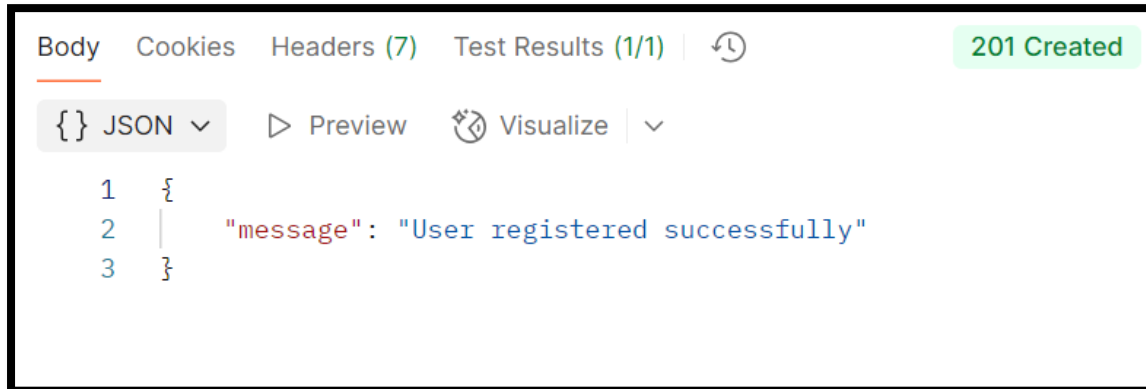 Body Cookies Headers (7) Test Results (1/1) 201 Created
{} JSON Preview Visualize
1 {
2 "message": "User registered successfully"
3 }